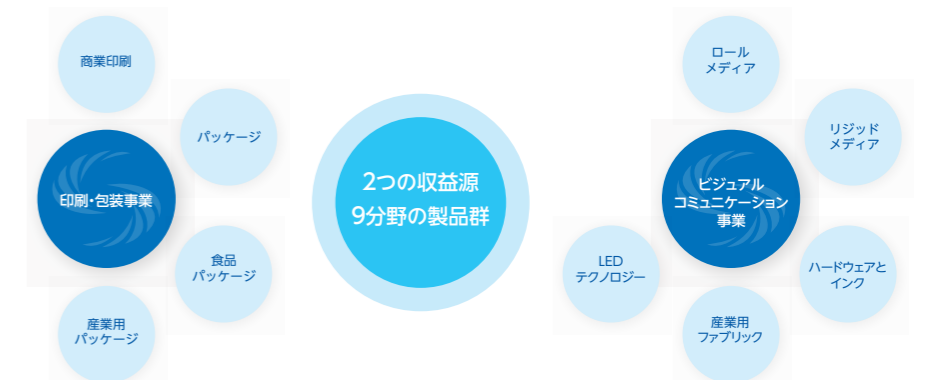 商業印刷
パッケージ
印刷・包装事業
食品
パッケージ
産業用
パッケージ
2つの収益源
9分野の製品群
ロール
メディア
リジッド
メディア
ビジュアル
コミュニケーション
事業
LED
テクノロジー
ハードウェアと
インク
産業用
ファブリック